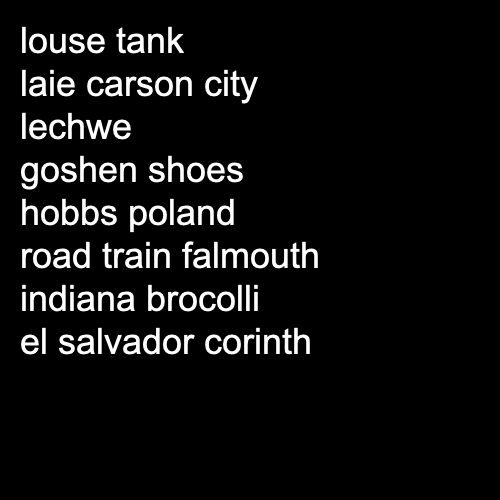 louse tank
laie carson city
lechwe
goshen shoes
hobbs poland
road train falmouth
indiana brocolli
el salvador corinth